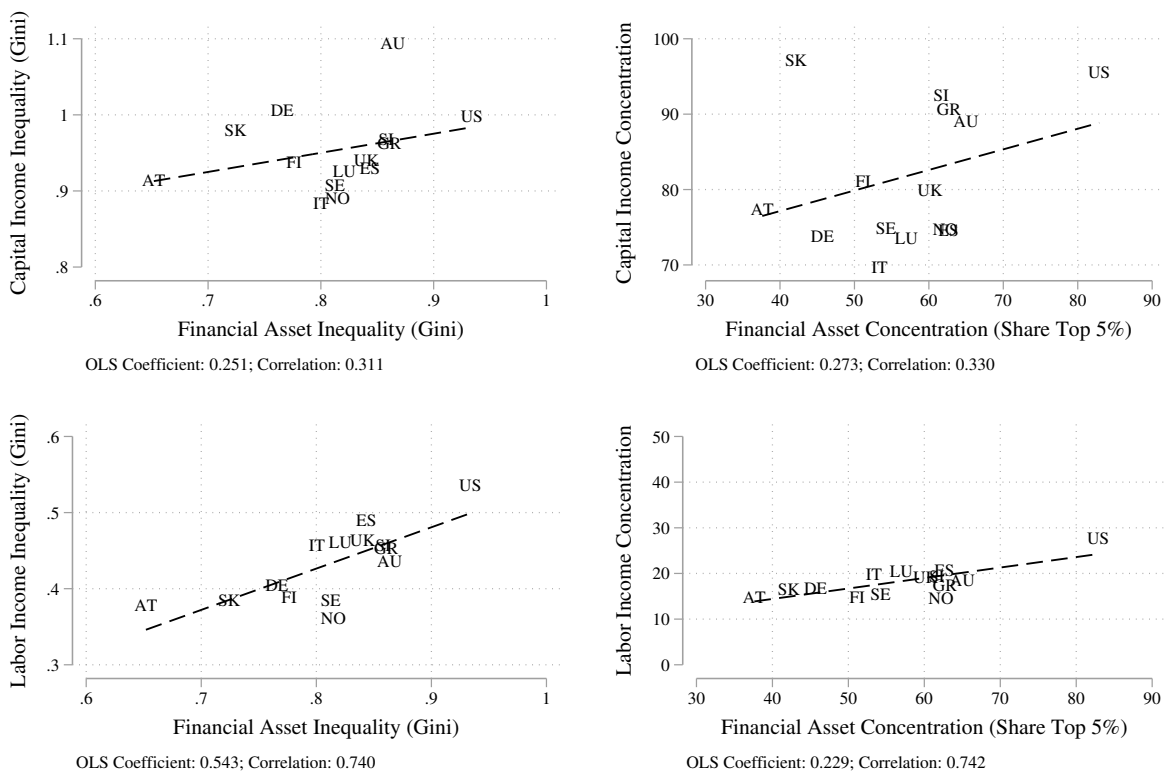 Capital Income Inequality (Gini)
1.1
1
.9
.8
AU
DE
US
SK
SI
GR
FI
UK
ES
LU
AT
SE
NO
IT
.6 .7 .8 .9 1
Financial Asset Inequality (Gini)
OLS Coefficient: 0.251; Correlation: 0.311
Capital Income Concentration
100
90
80
70
SK
US
SI
GR
AU
FI
UK
AT
SE
NO
ES
DE
LU
IT
30 40 50 60 70 80 90
Financial Asset Concentration (Share Top 5%)
OLS Coefficient: 0.273; Correlation: 0.330
Labor Income Inequality (Gini)
.6
.5
.4
.3
US
ES
IT
LU
UK
SI
GR
AU
DE
FI
SK
SE
AT
NO
.6 .7 .8 .9 1
Financial Asset Inequality (Gini)
OLS Coefficient: 0.543; Correlation: 0.740
Labor Income Concentration
50
40
30
20
10
0
US
IT
LU
ES
UK
SI
AU
GR
SK
DE
SE
AT
FI
NO
30 40 50 60 70 80 90
Financial Asset Concentration (Share Top 5%)
OLS Coefficient: 0.229; Correlation: 0.742